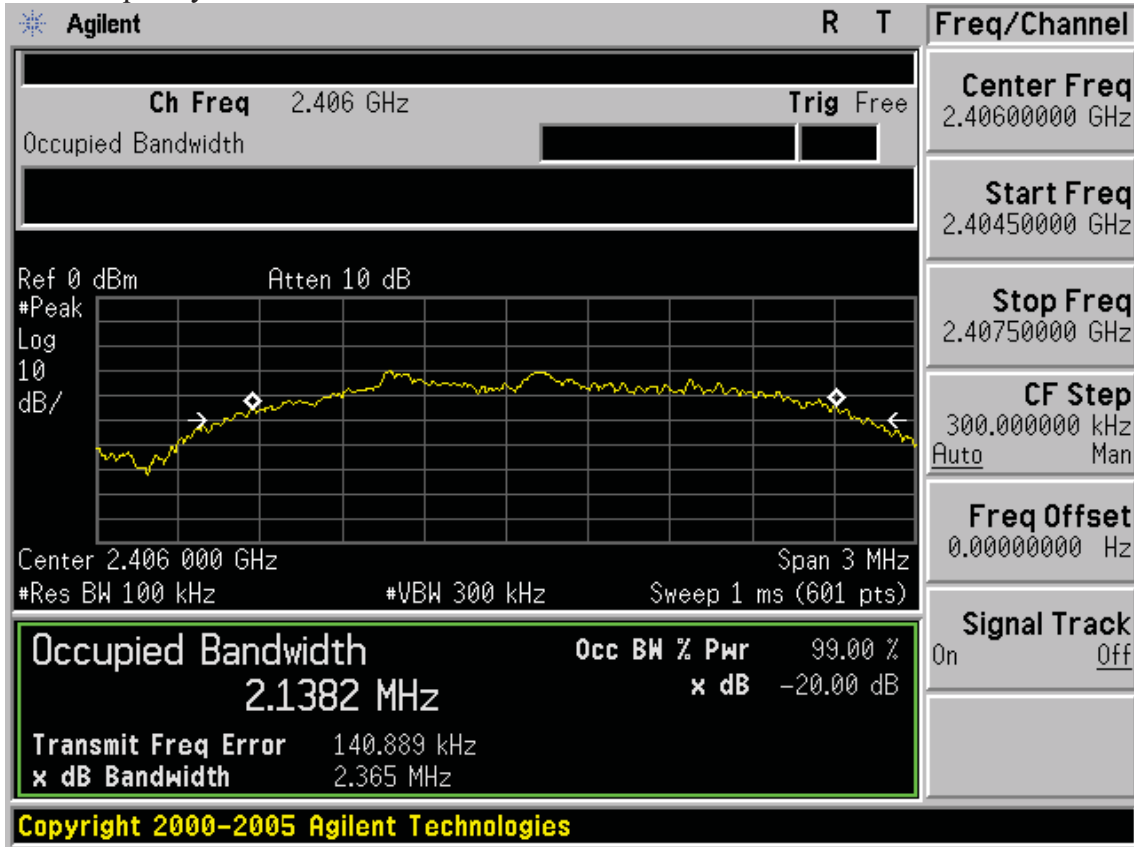 Agilent R T Freq/Channel
Ch Freq 2.406 GHz Trig Free
Occupied Bandwidth
Center Freq
2.40600000 GHz
Start Freq
2.40450000 GHz
Stop Freq
2.40750000 GHz
CF Step
300.000000 kHz
Auto Man
Freq Offset
0.00000000 Hz
Signal Track
On Off
Ref 0 dBm Atten 10 dB
#Peak
Log
10
dB/
Center 2.406 000 GHz Span 3 MHz
#Res BW 100 kHz #VBW 300 kHz Sweep 1 ms (601 pts)
Occupied Bandwidth Occ BW % Pwr 99.00 %
2.1382 MHz x dB -20.00 dB
Transmit Freq Error 140.889 kHz
x dB Bandwidth 2.365 MHz
Copyright 2000-2005 Agilent Technologies